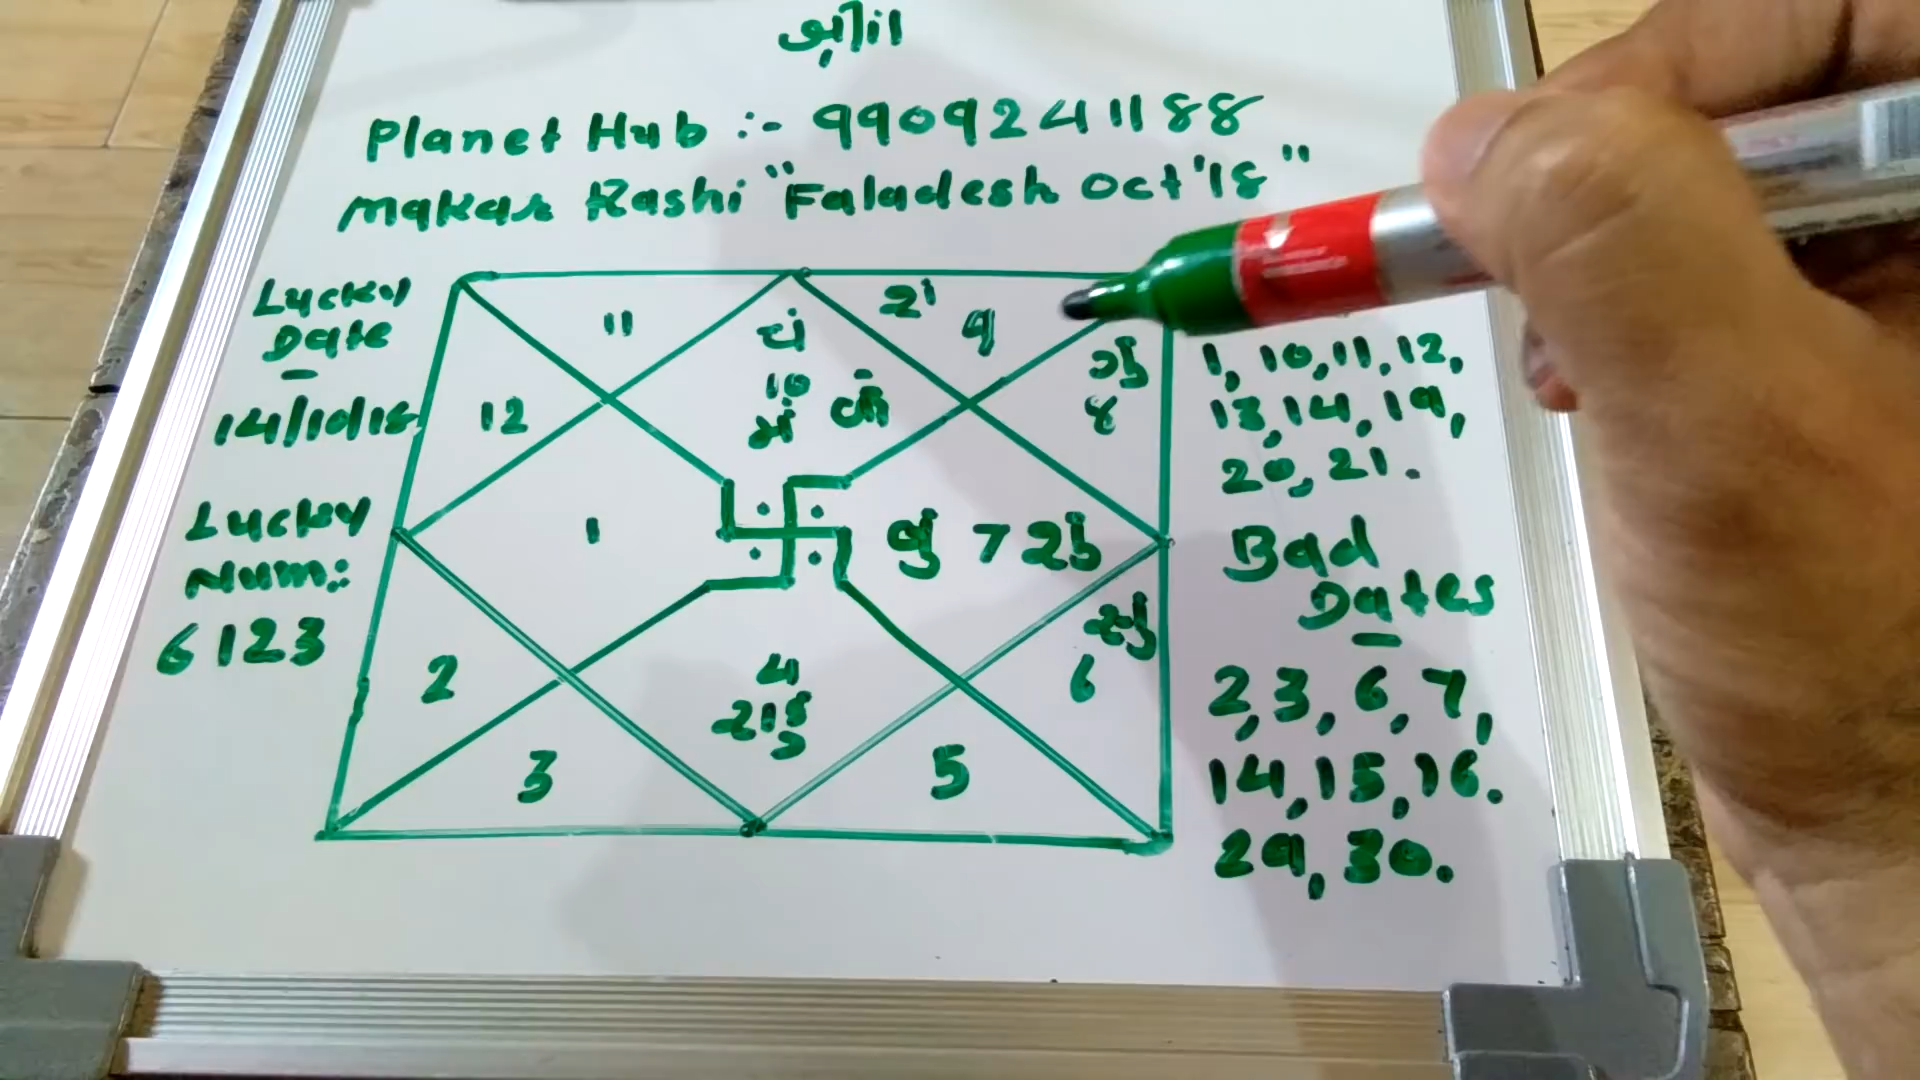 Planet Hub :- 9909241188
Makar Rashi "Faladesh Oct'18"
Lucky
Date
14/10/18
Lucky
Num:
6123
11
12
10
9
8
1
7
2
3
4
5
6
1, 10, 11, 12,
13, 14, 19,
20, 21.
Bad
Dates
2, 3, 6, 7,
14, 15, 16.
29, 30.